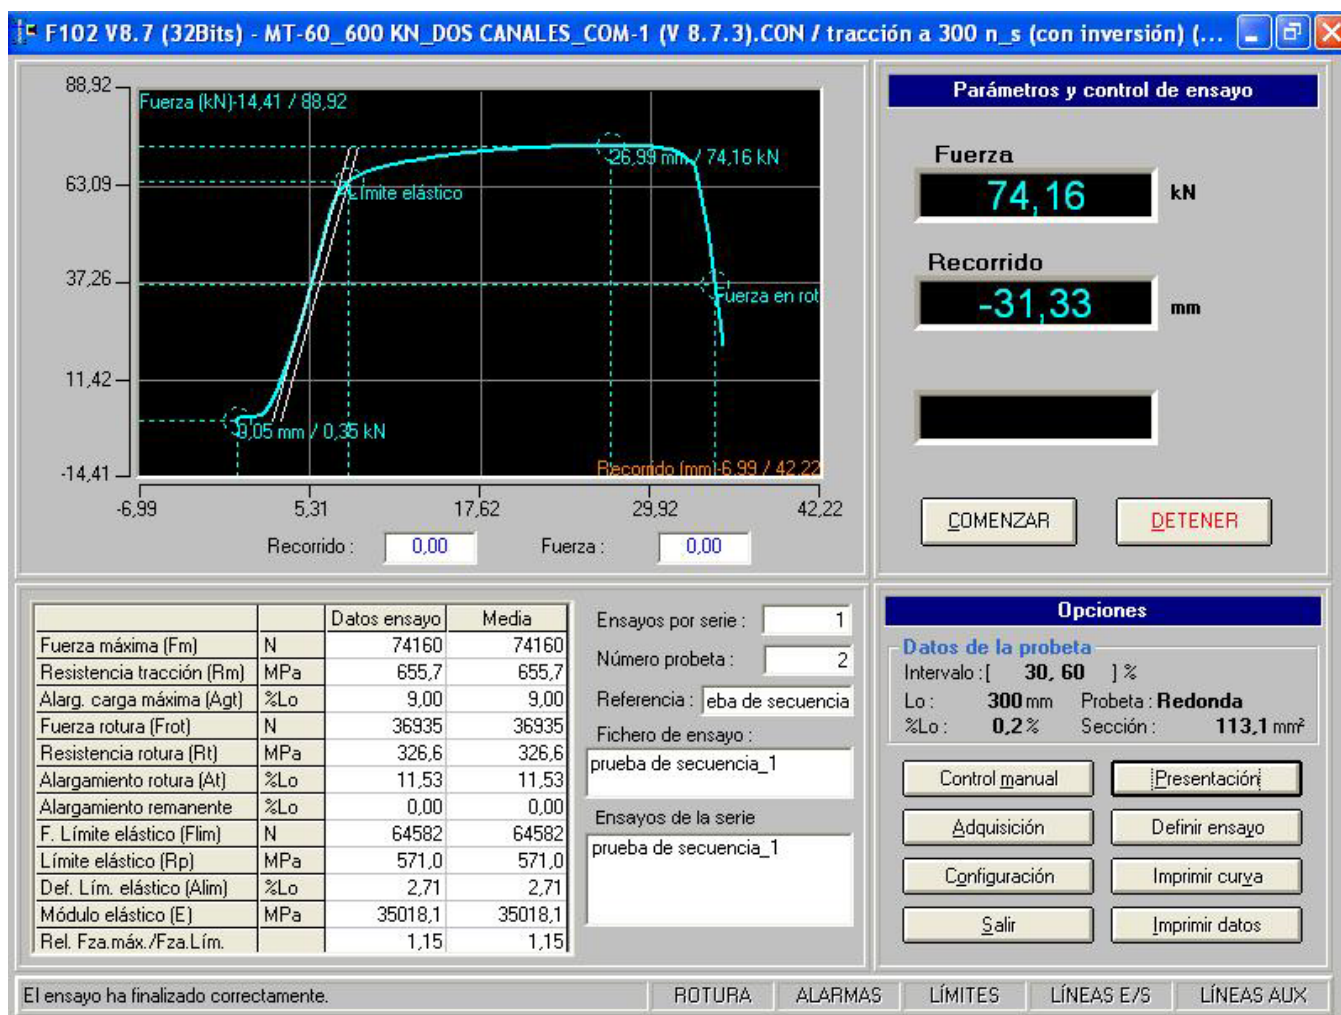 F102 V8.7 (32Bits) - MT-60_600 KN_DOS CANALES_COM-1 (V 8.7.3).CON / tracción a 300 n_s (con inversión) (...
88,92
63,09
37,26
11,42
-14,41
Fuerza (kN)-14,41 / 88,92
26,99 mm / 74,16 kN
Límite elástico
Fuerza en rot
0,05 mm / 0,35 kN
Recorrido (mm)-6,99 / 42,22
-6,99 5,31 17,62 29,92 42,22
Recorrido : 0,00 Fuerza : 0,00
Parámetros y control de ensayo
Fuerza
74,16 kN
Recorrido
-31,33 mm
COMENZAR DETENER
Datos ensayo Media
Fuerza máxima (Fm) N 74160 74160
Resistencia tracción (Rm) MPa 655,7 655,7
Alarg. carga máxima (Agt) %Lo 9,00 9,00
Fuerza rotura (Frot) N 36935 36935
Resistencia rotura (Rt) MPa 326,6 326,6
Alargamiento rotura (At) %Lo 11,53 11,53
Alargamiento remanente %Lo 0,00 0,00
F. Límite elástico (Flim) N 64582 64582
Límite elástico (Rp) MPa 571,0 571,0
Def. Lím. elástico (Alim) %Lo 2,71 2,71
Módulo elástico (E) MPa 35018,1 35018,1
Rel. Fza.máx./Fza.Lím. 1,15 1,15
Ensayos por serie : 1
Número probeta : 2
Referencia : eba de secuencia
Fichero de ensayo :
prueba de secuencia_1
Ensayos de la serie
prueba de secuencia_1
Opciones
Datos de la probeta
Intervalo :[ 30, 60 ] %
Lo : 300 mm Probeta : Redonda
%Lo : 0,2 % Sección : 113,1 mm²
Control manual Presentación
Adquisición Definir ensayo
Configuración Imprimir curva
Salir Imprimir datos
El ensayo ha finalizado correctamente. ROTURA ALARMAS LÍMITES LÍNEAS E/S LÍNEAS AUX